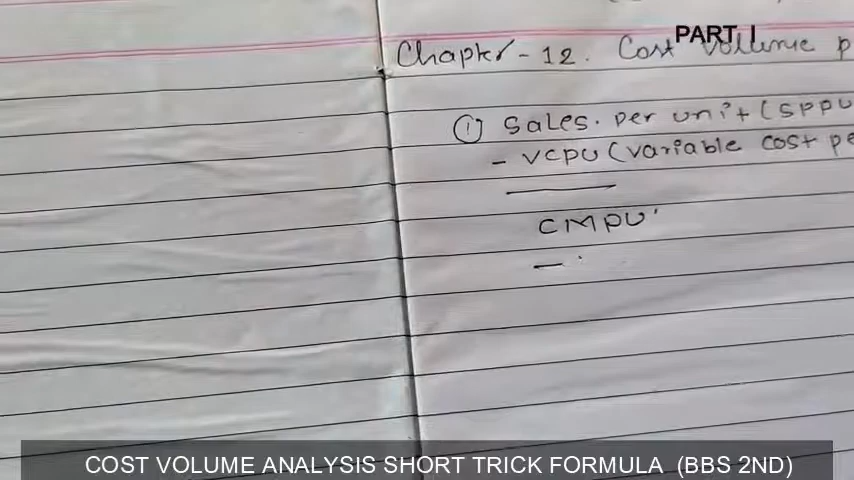 PART I
Chapter - 12. Cost Volume p
① Sales. per unit (SPPU
- VCPU (variable cost pe
CMPU'
COST VOLUME ANALYSIS SHORT TRICK FORMULA (BBS 2ND)